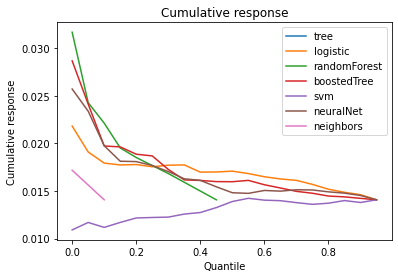 Cumulative response
Cumulative response
0.030
0.025
0.020
0.015
0.010
tree
logistic
randomForest
boostedTree
svm
neuralNet
neighbors
0.0 0.2 0.4 0.6 0.8
Quantile